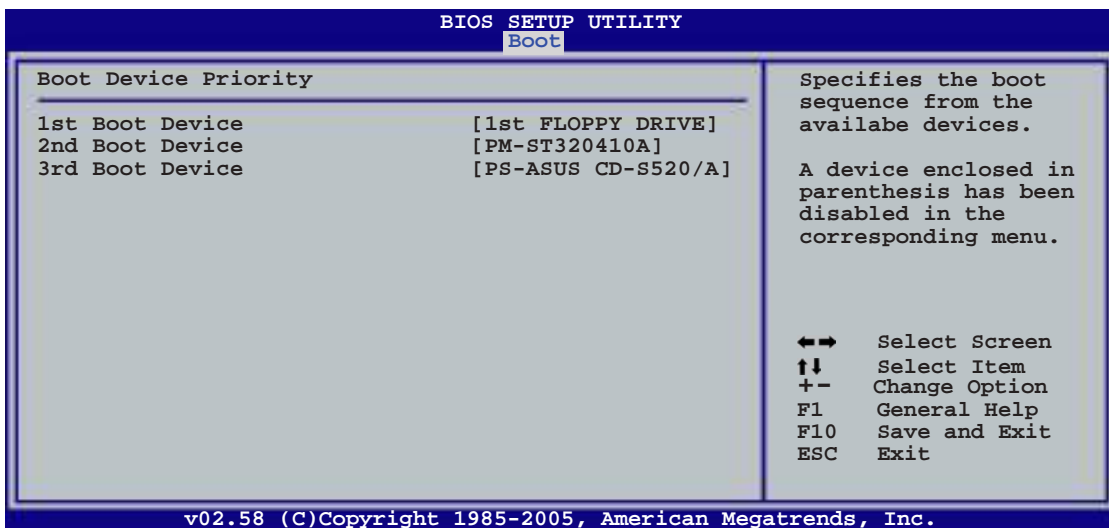 BIOS SETUP UTILITY
Boot
Boot Device Priority
1st Boot Device [1st FLOPPY DRIVE]
2nd Boot Device [PM-ST320410A]
3rd Boot Device [PS-ASUS CD-S520/A]
Specifies the boot
sequence from the
availabe devices.
A device enclosed in
parenthesis has been
disabled in the
corresponding menu.
←→ Select Screen
↑↓ Select Item
+- Change Option
F1 General Help
F10 Save and Exit
ESC Exit
v02.58 (C)Copyright 1985-2005, American Megatrends, Inc.